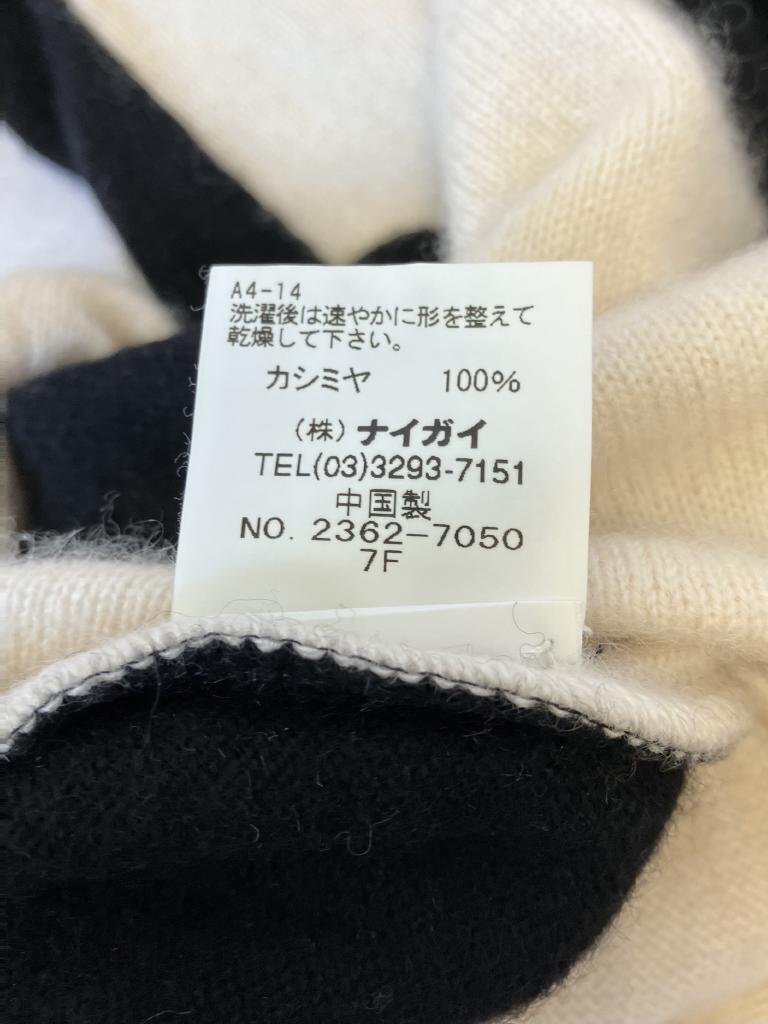 A4-14
洗濯後は速やかに形を整えて
乾燥して下さい。
カシミヤ 100%
(株) ナイガイ
TEL(03)3293-7151
中国製
NO. 2362-7050
7F